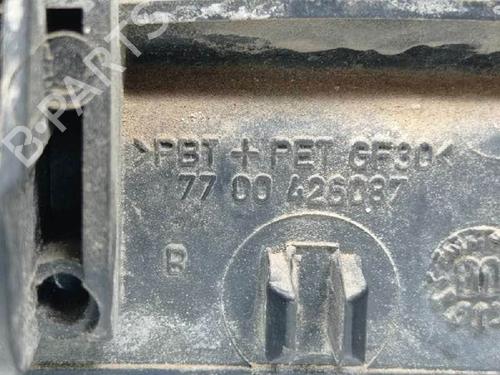 B-PARTS
>PBT + PET GF30<
77 00 426087
R